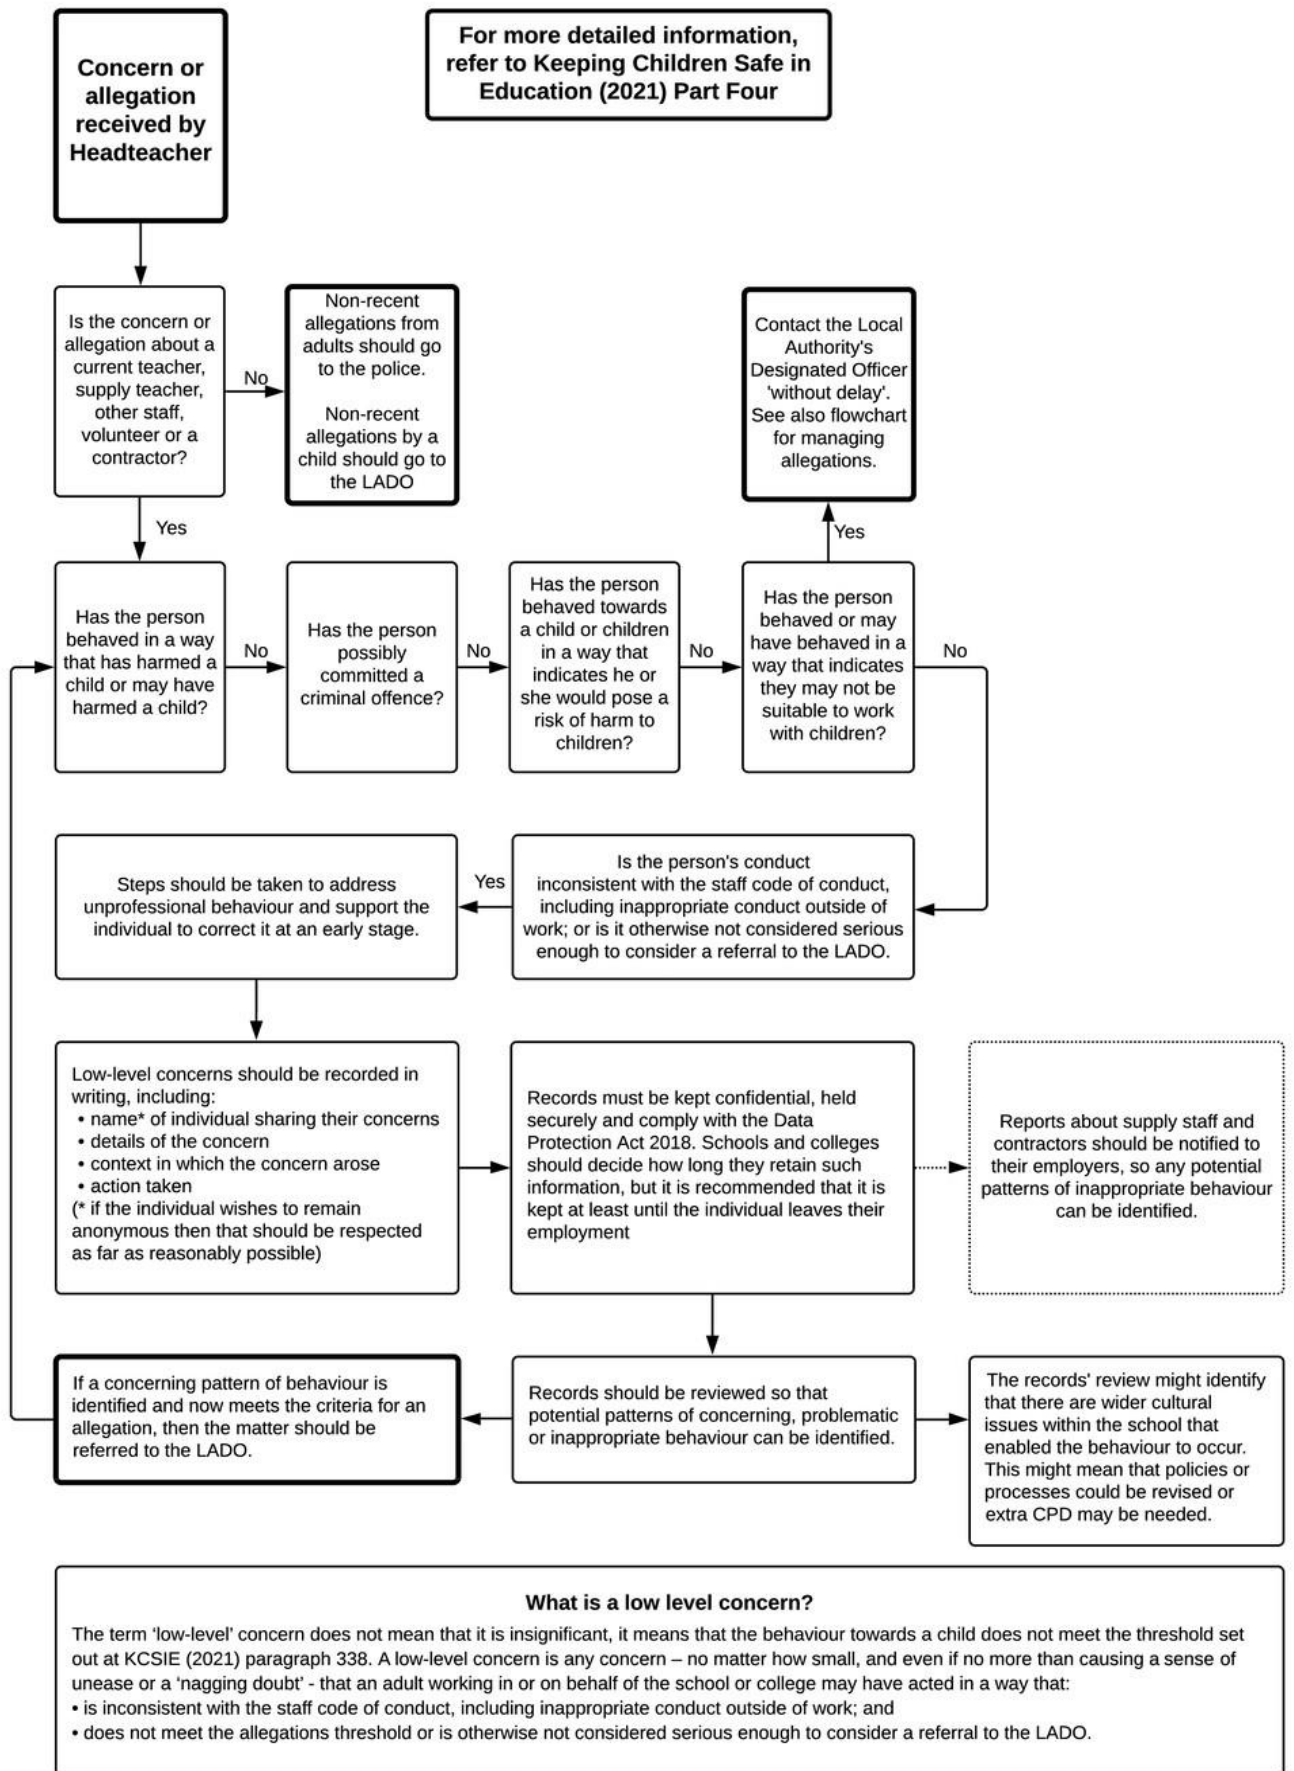 Concern or
allegation
received by
Headteacher
For more detailed information,
refer to Keeping Children Safe in
Education (2021) Part Four
Is the concern or
allegation about a
current teacher,
supply teacher,
other staff,
volunteer or a
contractor?
No
Non-recent
allegations from
adults should go
to the police.
Non-recent
allegations by a
child should go to
the LADO
Contact the Local
Authority's
Designated Officer
'without delay'.
See also flowchart
for managing
allegations.
Yes
Yes
Has the person
behaved in a way
that has harmed a
child or may have
harmed a child?
No
Has the person
possibly
committed a
criminal offence?
No
Has the person
behaved towards
a child or children
in a way that
indicates he or
she would pose a
risk of harm to
children?
No
Has the person
behaved or may
have behaved in a
way that indicates
they may not be
suitable to work
with children?
No
Is the person's conduct
inconsistent with the staff code of conduct,
including inappropriate conduct outside of
work; or is it otherwise not considered serious
enough to consider a referral to the LADO.
Yes
Steps should be taken to address
unprofessional behaviour and support the
individual to correct it at an early stage.
Low-level concerns should be recorded in
writing, including:
• name* of individual sharing their concerns
• details of the concern
• context in which the concern arose
• action taken
(* if the individual wishes to remain
anonymous then that should be respected
as far as reasonably possible)
Records must be kept confidential, held
securely and comply with the Data
Protection Act 2018. Schools and colleges
should decide how long they retain such
information, but it is recommended that it is
kept at least until the individual leaves their
employment
Reports about supply staff and
contractors should be notified to
their employers, so any potential
patterns of inappropriate behaviour
can be identified.
If a concerning pattern of behaviour is
identified and now meets the criteria for an
allegation, then the matter should be
referred to the LADO.
Records should be reviewed so that
potential patterns of concerning, problematic
or inappropriate behaviour can be identified.
The records' review might identify
that there are wider cultural
issues within the school that
enabled the behaviour to occur.
This might mean that policies or
processes could be revised or
extra CPD may be needed.
What is a low level concern?
The term ‘low-level’ concern does not mean that it is insignificant, it means that the behaviour towards a child does not meet the threshold set
out at KCSIE (2021) paragraph 338. A low-level concern is any concern – no matter how small, and even if no more than causing a sense of
unease or a ‘nagging doubt’ - that an adult working in or on behalf of the school or college may have acted in a way that:
• is inconsistent with the staff code of conduct, including inappropriate conduct outside of work; and
• does not meet the allegations threshold or is otherwise not considered serious enough to consider a referral to the LADO.